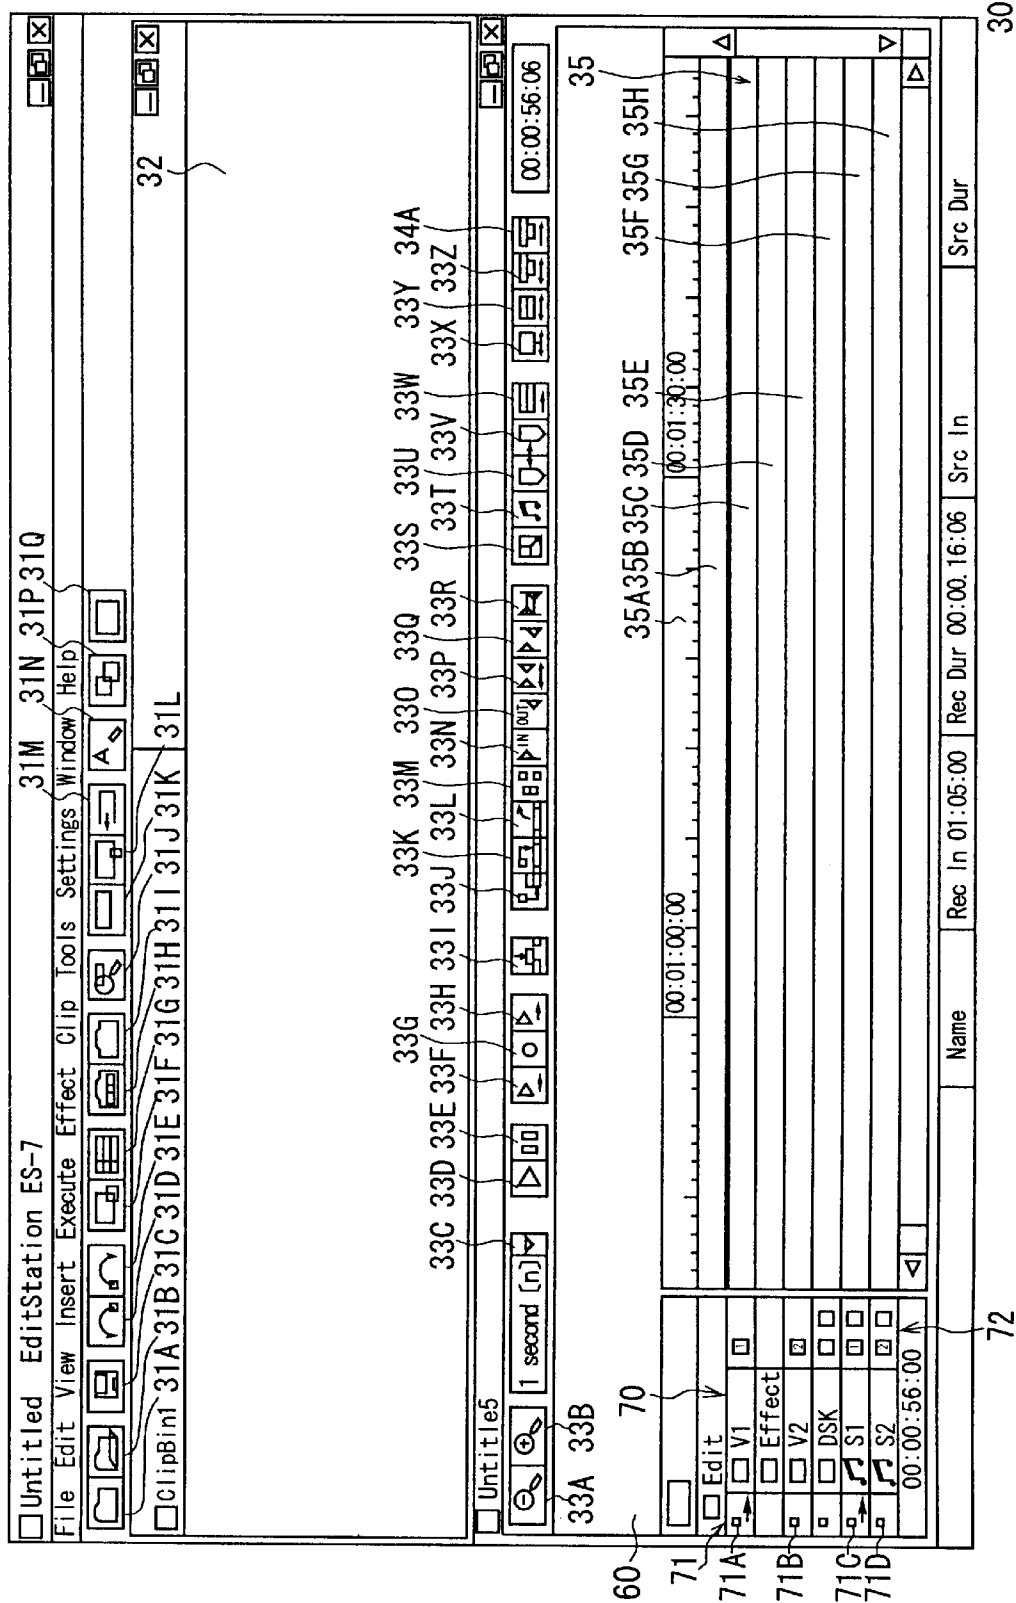 Untitled EditStation ES-7
File Edit View Insert Execute Effect Clip Tools Settings Window Help
31M 31N 31P 31Q
A
31A 31B 31C 31D 31E 31F 31G 31H 31I 31J 31K 31L
ClipBin1
32
33C 33D 33E 33F 33G 33H 33I 33J 33K 33L 33M 33N 33O 33P 33Q 33R 33S 33T 33U 33V 33W 33X 33Y 33Z 34A
Untitle5
1 second (n)
IN OUT
00:00:56:06
33A 33B
60
35A 35B 35C 35D 35E 35F 35G 35H 35
00:01:00:00 00:01:30:00
70
71
Edit
71A V1 1
Effect
71B V2 2
DSK
71C S1 1
71D S2 2
00:00:56:00
72
Name Rec In 01:05:00 Rec Dur 00:00.16:06 Src In Src Dur
30